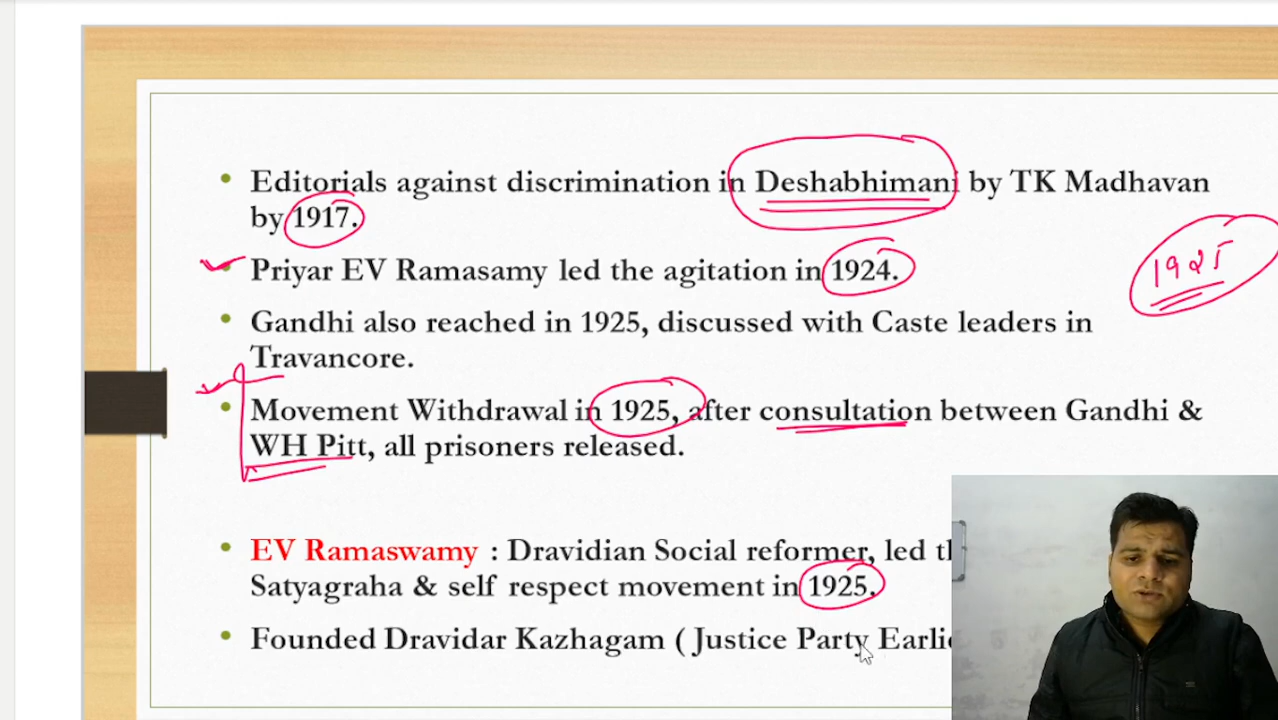 • Editorials against discrimination in Deshabhimani by TK Madhavan
by 1917.
• Priyar EV Ramasamy led the agitation in 1924.
1925
• Gandhi also reached in 1925, discussed with Caste leaders in
Travancore.
• Movement Withdrawal in 1925, after consultation between Gandhi &
WH Pitt, all prisoners released.
• EV Ramaswamy : Dravidian Social reformer, led
Satyagraha & self respect movement in 1925.
• Founded Dravidar Kazhagam ( Justice Party